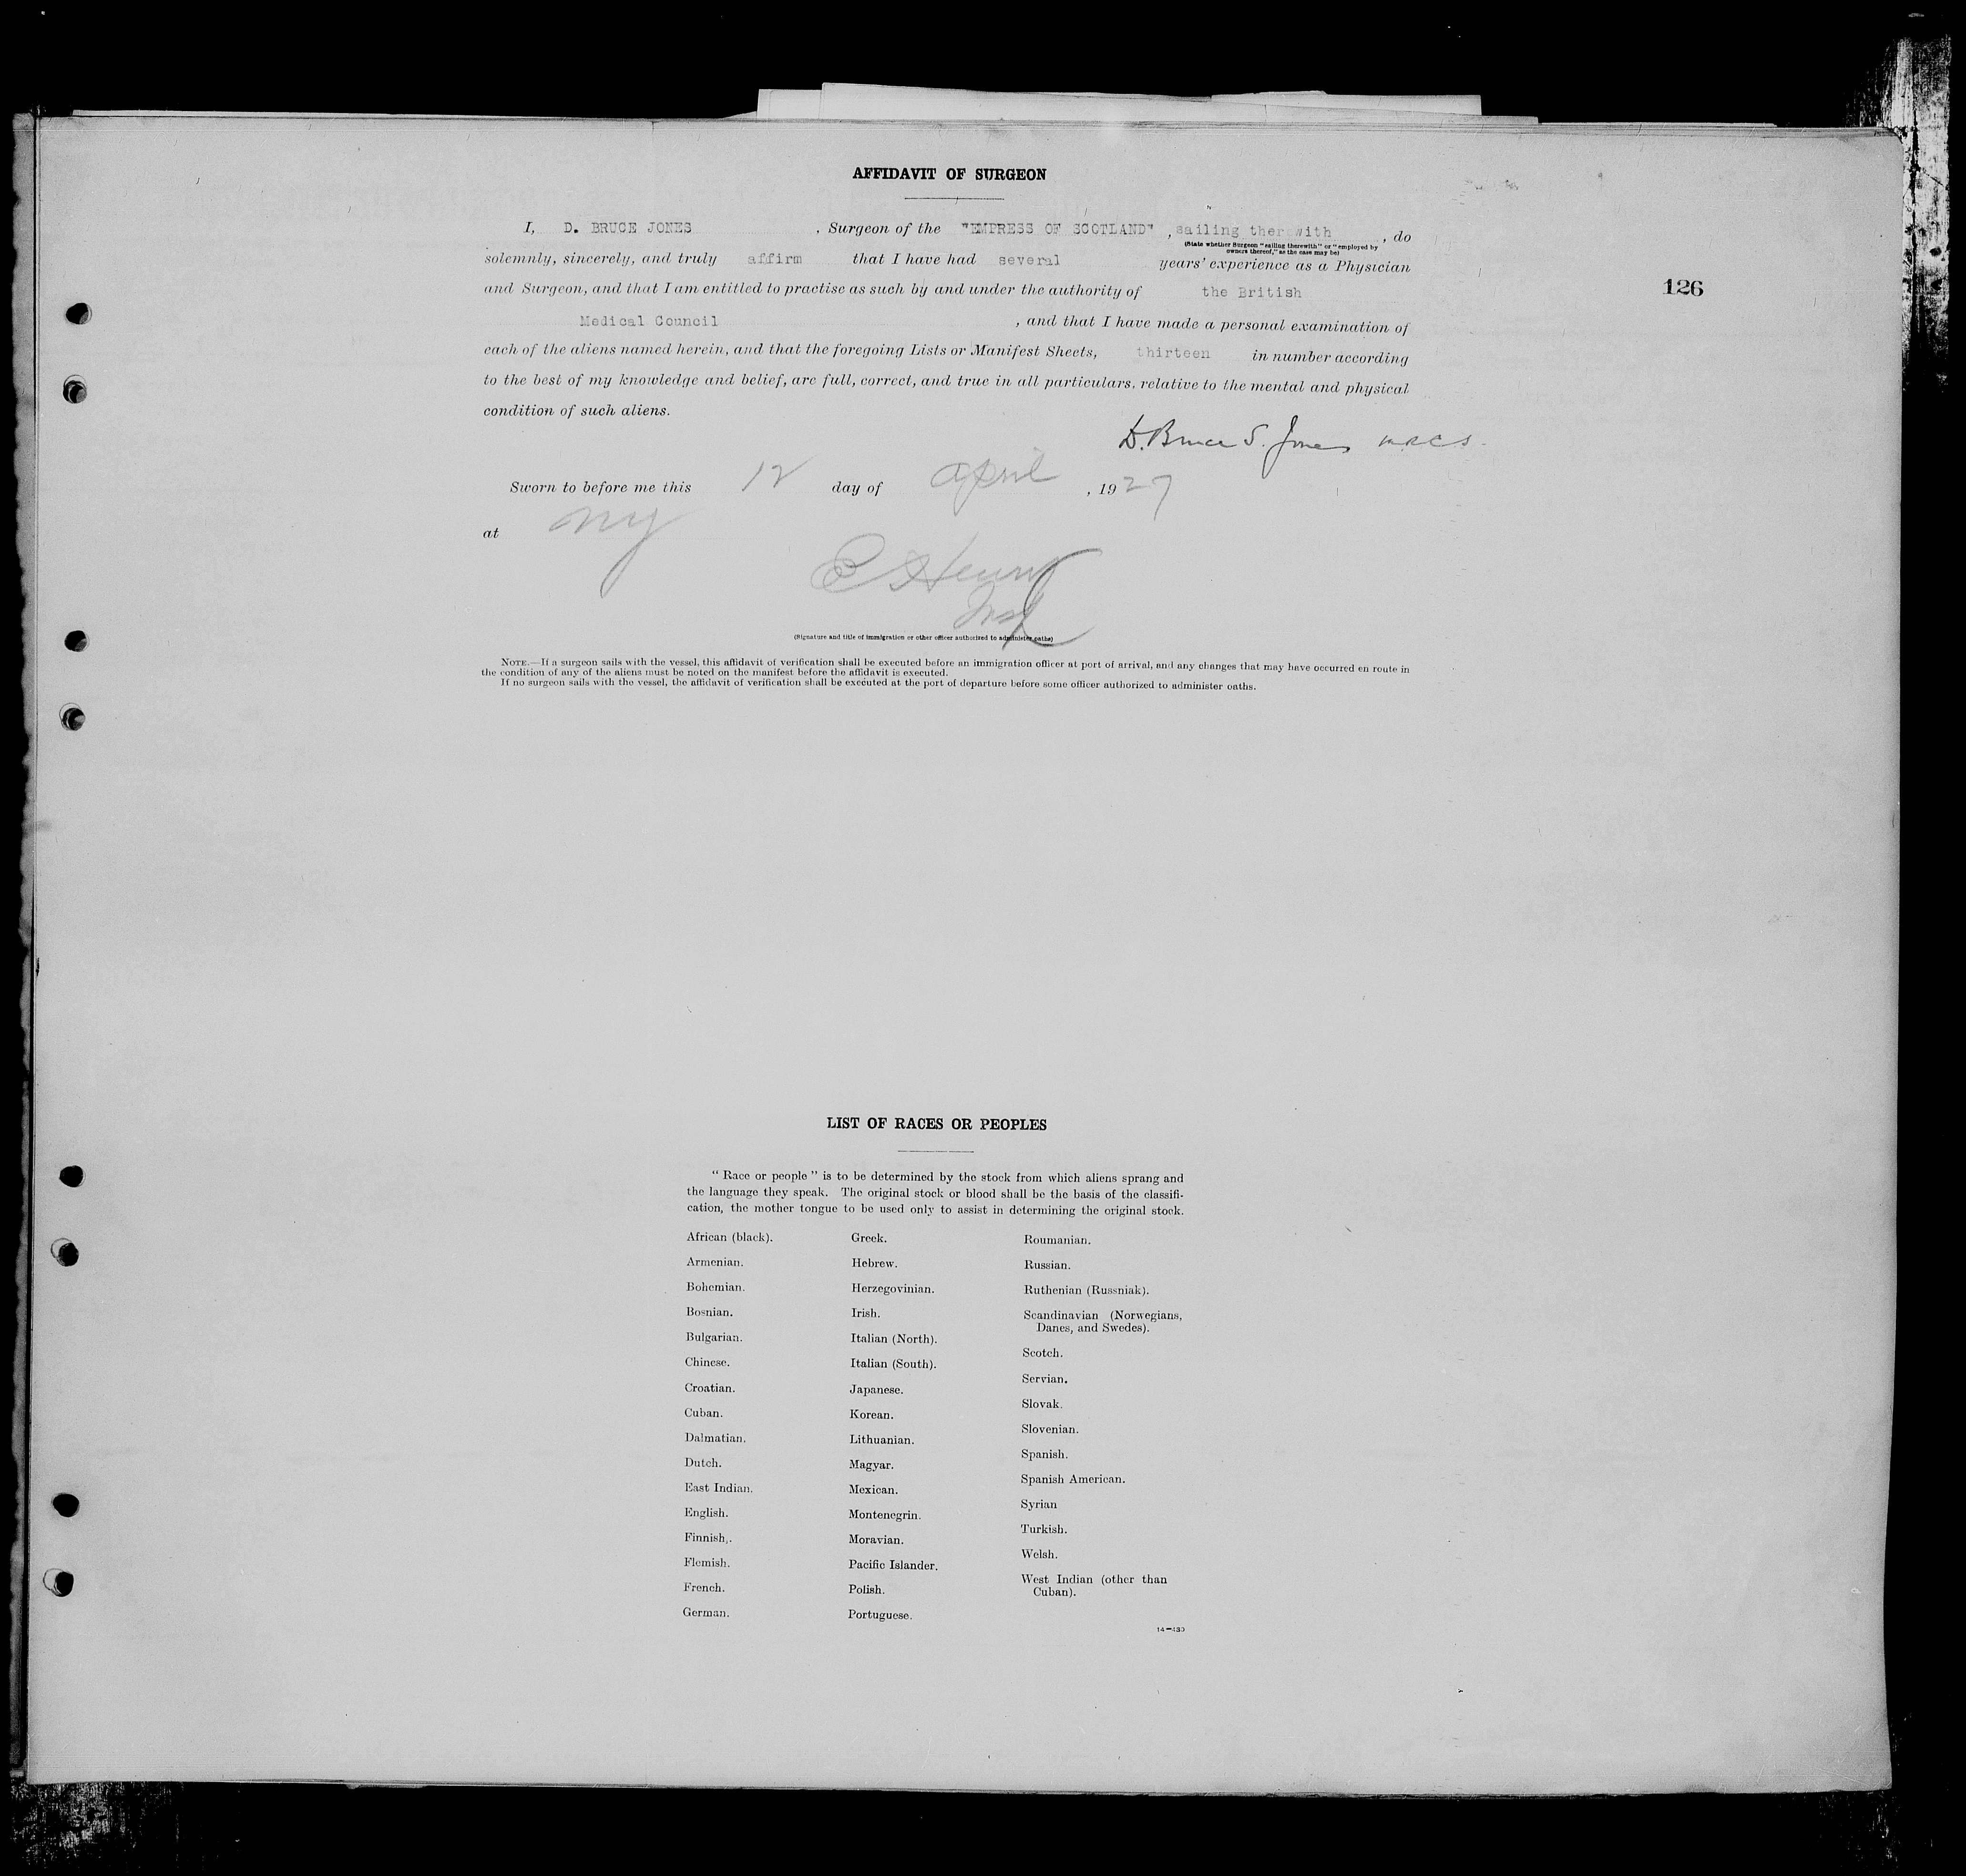 AFFIDAVIT OF SURGEON
I, D. BRUCE JONES , Surgeon of the "EMPRESS OF SCOTLAND" , sailing therewith , do
(State whether Surgeon "sailing therewith" or "employed by
owners thereof," as the case may be)
solemnly, sincerely, and truly affirm that I have had several years' experience as a Physician
and Surgeon, and that I am entitled to practise as such by and under the authority of the British
126
Medical Council , and that I have made a personal examination of
each of the aliens named herein, and that the foregoing Lists or Manifest Sheets, thirteen in number according
to the best of my knowledge and belief, are full, correct, and true in all particulars, relative to the mental and physical
condition of such aliens.
D. Bruce S. Jones MRCS.
Sworn to before me this 12 day of April , 1927
at NY
(Signature and title of immigration or other officer authorized to administer oaths)
NOTE.—If a surgeon sails with the vessel, this affidavit of verification shall be executed before an immigration officer at port of arrival, and any changes that may have occurred en route in
the condition of any of the aliens must be noted on the manifest before the affidavit is executed.
If no surgeon sails with the vessel, the affidavit of verification shall be executed at the port of departure before some officer authorized to administer oaths.
LIST OF RACES OR PEOPLES
"Race or people" is to be determined by the stock from which aliens sprang and
the language they speak. The original stock or blood shall be the basis of the classifi-
cation, the mother tongue to be used only to assist in determining the original stock.
African (black).
Armenian.
Bohemian.
Bosnian.
Bulgarian.
Chinese.
Croatian.
Cuban.
Dalmatian.
Dutch.
East Indian.
English.
Finnish.
Flemish.
French.
German.
Greek.
Hebrew.
Herzegovinian.
Irish.
Italian (North).
Italian (South).
Japanese.
Korean.
Lithuanian.
Magyar.
Mexican.
Montenegrin.
Moravian.
Pacific Islander.
Polish.
Portuguese.
Roumanian.
Russian.
Ruthenian (Russniak).
Scandinavian (Norwegians,
Danes, and Swedes).
Scotch.
Servian.
Slovak.
Slovenian.
Spanish.
Spanish American.
Syrian
Turkish.
Welsh.
West Indian (other than
Cuban).
14—430